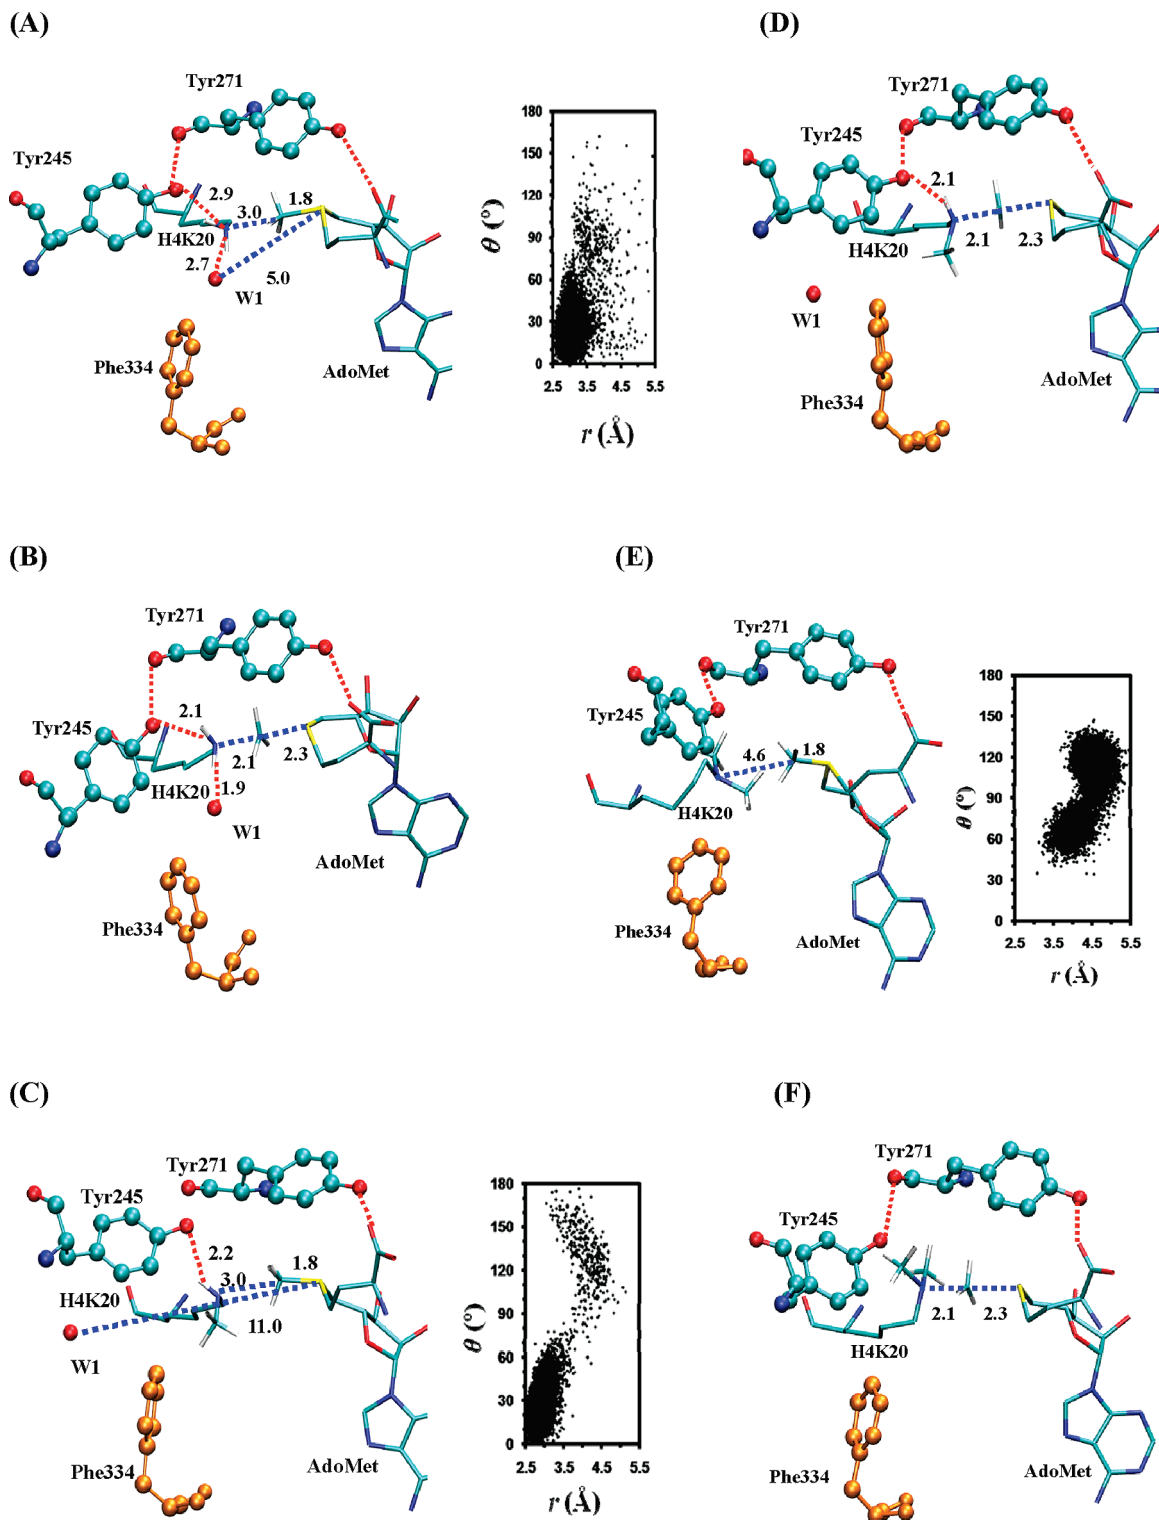 (A)
Tyr271
Tyr245
2.9
1.8
3.0
H4K20
2.7
5.0
W1
Phe334
AdoMet
θ (°)
180
150
120
90
60
30
0
2.5 3.5 4.5 5.5
r (Å)
(D)
Tyr271
Tyr245
2.1
H4K20
2.1
2.3
W1
AdoMet
Phe334
(B)
Tyr271
Tyr245
2.1
2.1
2.3
H4K20
1.9
W1
AdoMet
Phe334
(E)
Tyr271
Tyr245
4.6
1.8
H4K20
Phe334
AdoMet
θ (°)
180
150
120
90
60
30
0
2.5 3.5 4.5 5.5
r (Å)
(C)
Tyr271
Tyr245
2.2
1.8
3.0
H4K20
11.0
W1
Phe334
AdoMet
θ (°)
180
150
120
90
60
30
0
2.5 3.5 4.5 5.5
r (Å)
(F)
Tyr271
Tyr245
2.1
2.3
H4K20
Phe334
AdoMet